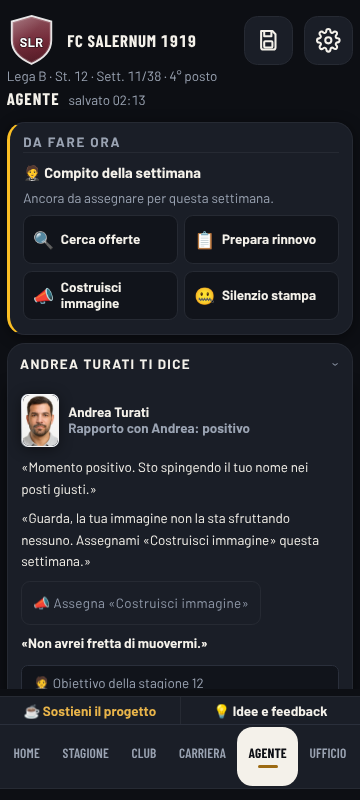 SLR
FC SALERNUM 1919
Lega B · St. 12 · Sett. 11/38 · 4° posto
AGENTE salvato 02:13
DA FARE ORA
Compito della settimana
Ancora da assegnare per questa settimana.
Cerca offerte
Prepara rinnovo
Costruisci
immagine
Silenzio stampa
ANDREA TURATI TI DICE
Andrea Turati
Rapporto con Andrea: positivo
«Momento positivo. Sto spingendo il tuo nome nei
posti giusti.»
«Guarda, la tua immagine non la sta sfruttando
nessuno. Assegnami «Costruisci immagine» questa
settimana.»
Assegna «Costruisci immagine»
«Non avrei fretta di muovermi.»
Obiettivo della stagione 12
Sostieni il progetto
Idee e feedback
HOME STAGIONE CLUB CARRIERA AGENTE UFFICIO